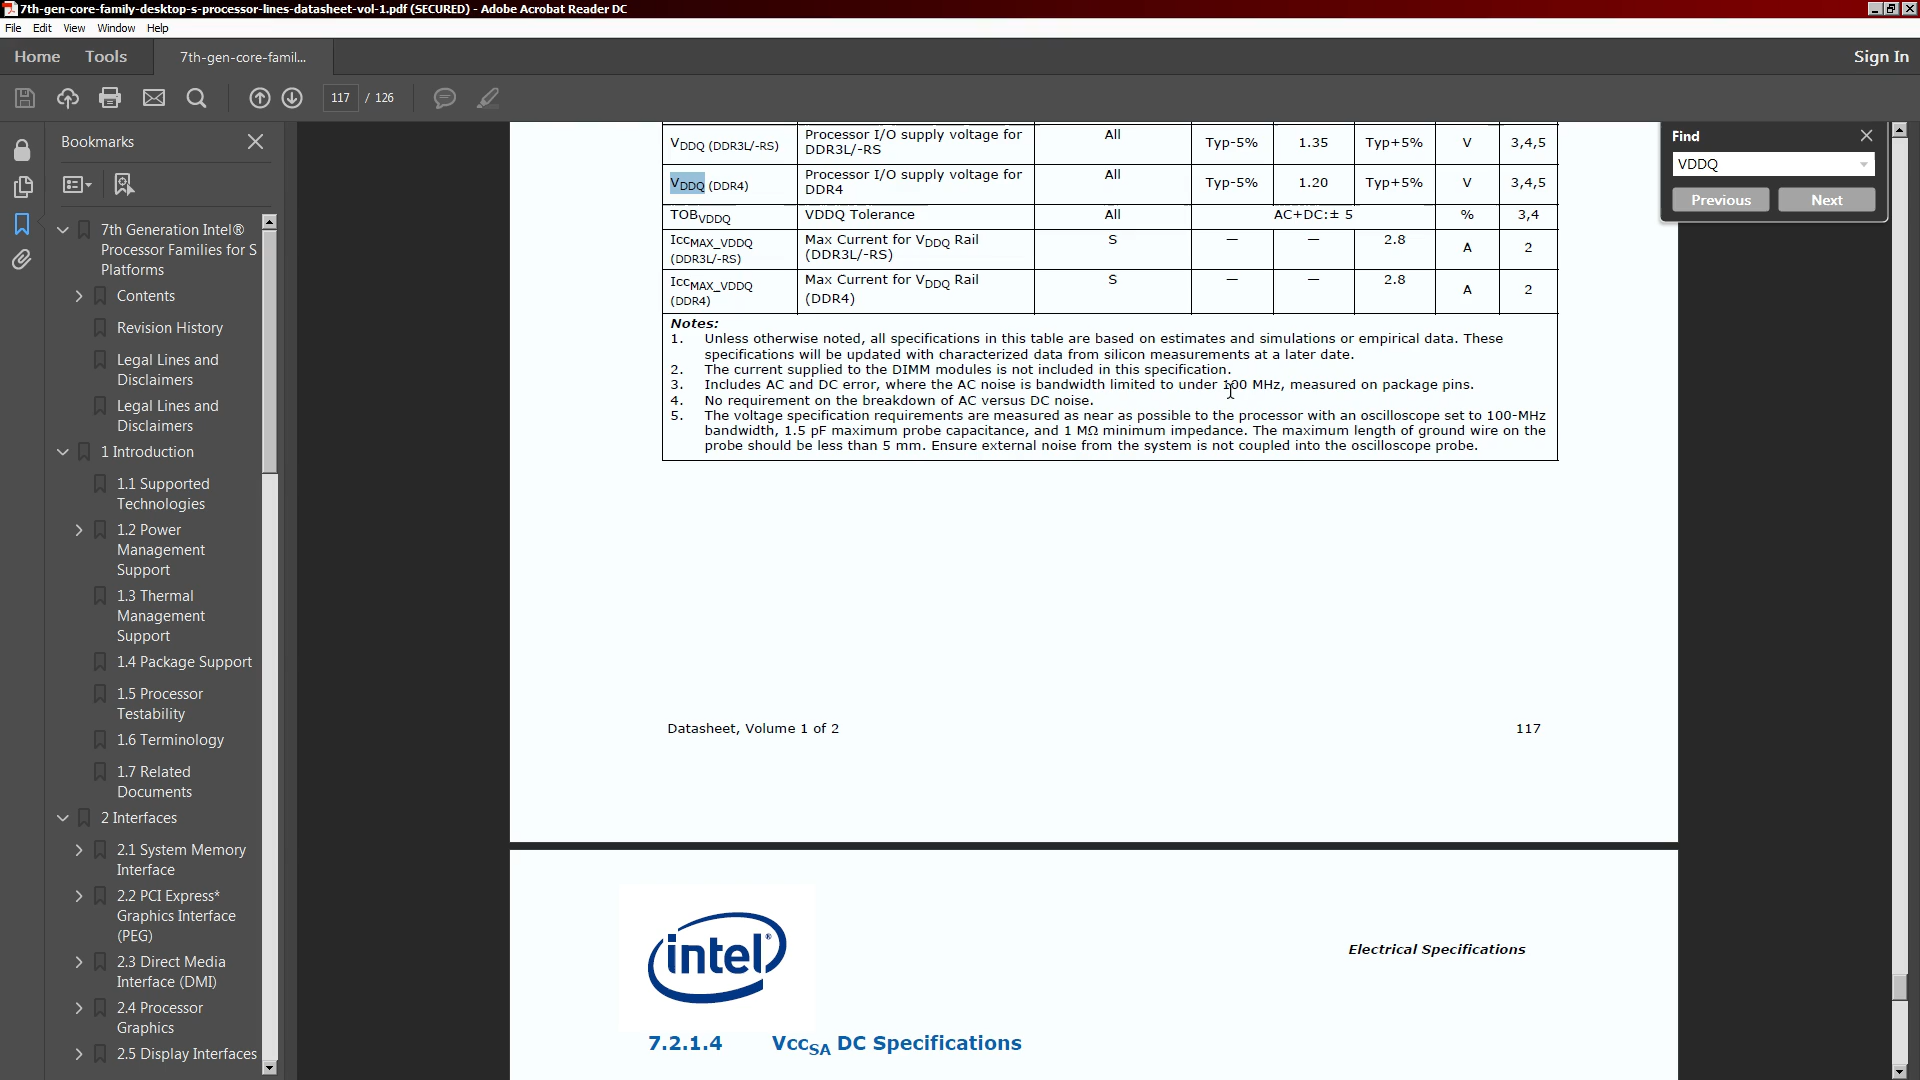 7th-gen-core-family-desktop-s-processor-lines-datasheet-vol-1.pdf (SECURED) - Adobe Acrobat Reader DC
File Edit View Window Help
Home Tools 7th-gen-core-famil... Sign In
117 / 126
Bookmarks
7th Generation Intel®
Processor Families for S
Platforms
Contents
Revision History
Legal Lines and
Disclaimers
Legal Lines and
Disclaimers
1 Introduction
1.1 Supported
Technologies
1.2 Power
Management
Support
1.3 Thermal
Management
Support
1.4 Package Support
1.5 Processor
Testability
1.6 Terminology
1.7 Related
Documents
2 Interfaces
2.1 System Memory
Interface
2.2 PCI Express*
Graphics Interface
(PEG)
2.3 Direct Media
Interface (DMI)
2.4 Processor
Graphics
2.5 Display Interfaces
VDDQ (DDR3L/-RS) Processor I/O supply voltage for DDR3L/-RS All Typ-5% 1.35 Typ+5% V 3,4,5
VDDQ (DDR4) Processor I/O supply voltage for DDR4 All Typ-5% 1.20 Typ+5% V 3,4,5
TOBVDDQ VDDQ Tolerance All AC+DC:± 5 % 3,4
IccMAX_VDDQ (DDR3L/-RS) Max Current for VDDQ Rail (DDR3L/-RS) S — — 2.8 A 2
IccMAX_VDDQ (DDR4) Max Current for VDDQ Rail (DDR4) S — — 2.8 A 2
Notes:
1. Unless otherwise noted, all specifications in this table are based on estimates and simulations or empirical data. These
specifications will be updated with characterized data from silicon measurements at a later date.
2. The current supplied to the DIMM modules is not included in this specification.
3. Includes AC and DC error, where the AC noise is bandwidth limited to under 100 MHz, measured on package pins.
4. No requirement on the breakdown of AC versus DC noise.
5. The voltage specification requirements are measured as near as possible to the processor with an oscilloscope set to 100-MHz
bandwidth, 1.5 pF maximum probe capacitance, and 1 MΩ minimum impedance. The maximum length of ground wire on the
probe should be less than 5 mm. Ensure external noise from the system is not coupled into the oscilloscope probe.
Datasheet, Volume 1 of 2 117
intel®
Electrical Specifications
7.2.1.4 VccSA DC Specifications
Find
VDDQ
Previous Next